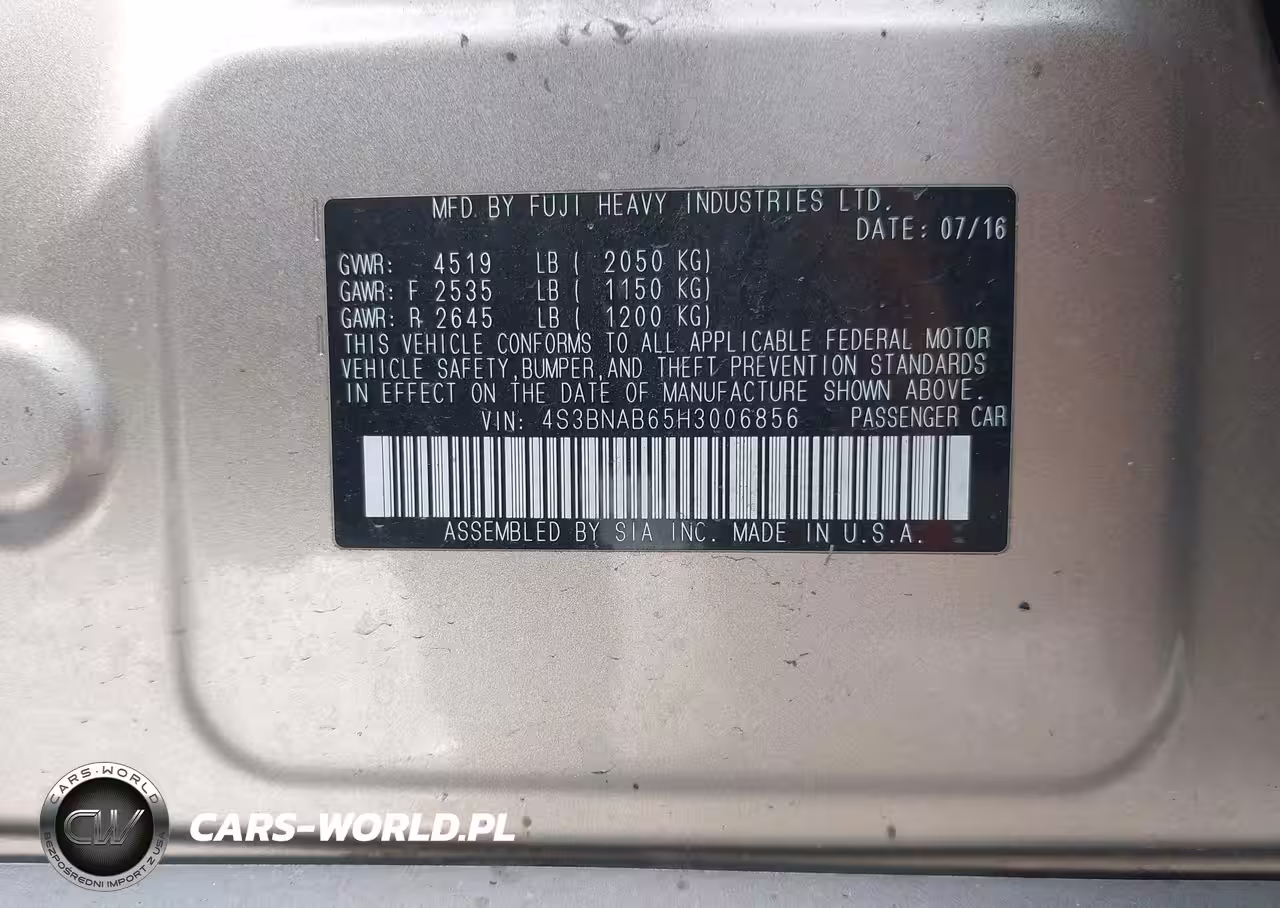 MFD. BY FUJI HEAVY INDUSTRIES LTD.
DATE: 07/16
GVWR: 4519 LB ( 2050 KG)
GAWR: F 2535 LB ( 1150 KG)
GAWR: R 2645 LB ( 1200 KG)
THIS VEHICLE CONFORMS TO ALL APPLICABLE FEDERAL MOTOR
VEHICLE SAFETY, BUMPER, AND THEFT PREVENTION STANDARDS
IN EFFECT ON THE DATE OF MANUFACTURE SHOWN ABOVE.
VIN: 4S3BNAB65H3006856 PASSENGER CAR
ASSEMBLED BY SIA INC. MADE IN U.S.A.
CARS-WORLD
CW
BEZPOŚREDNI IMPORT Z USA
CARS-WORLD.PL